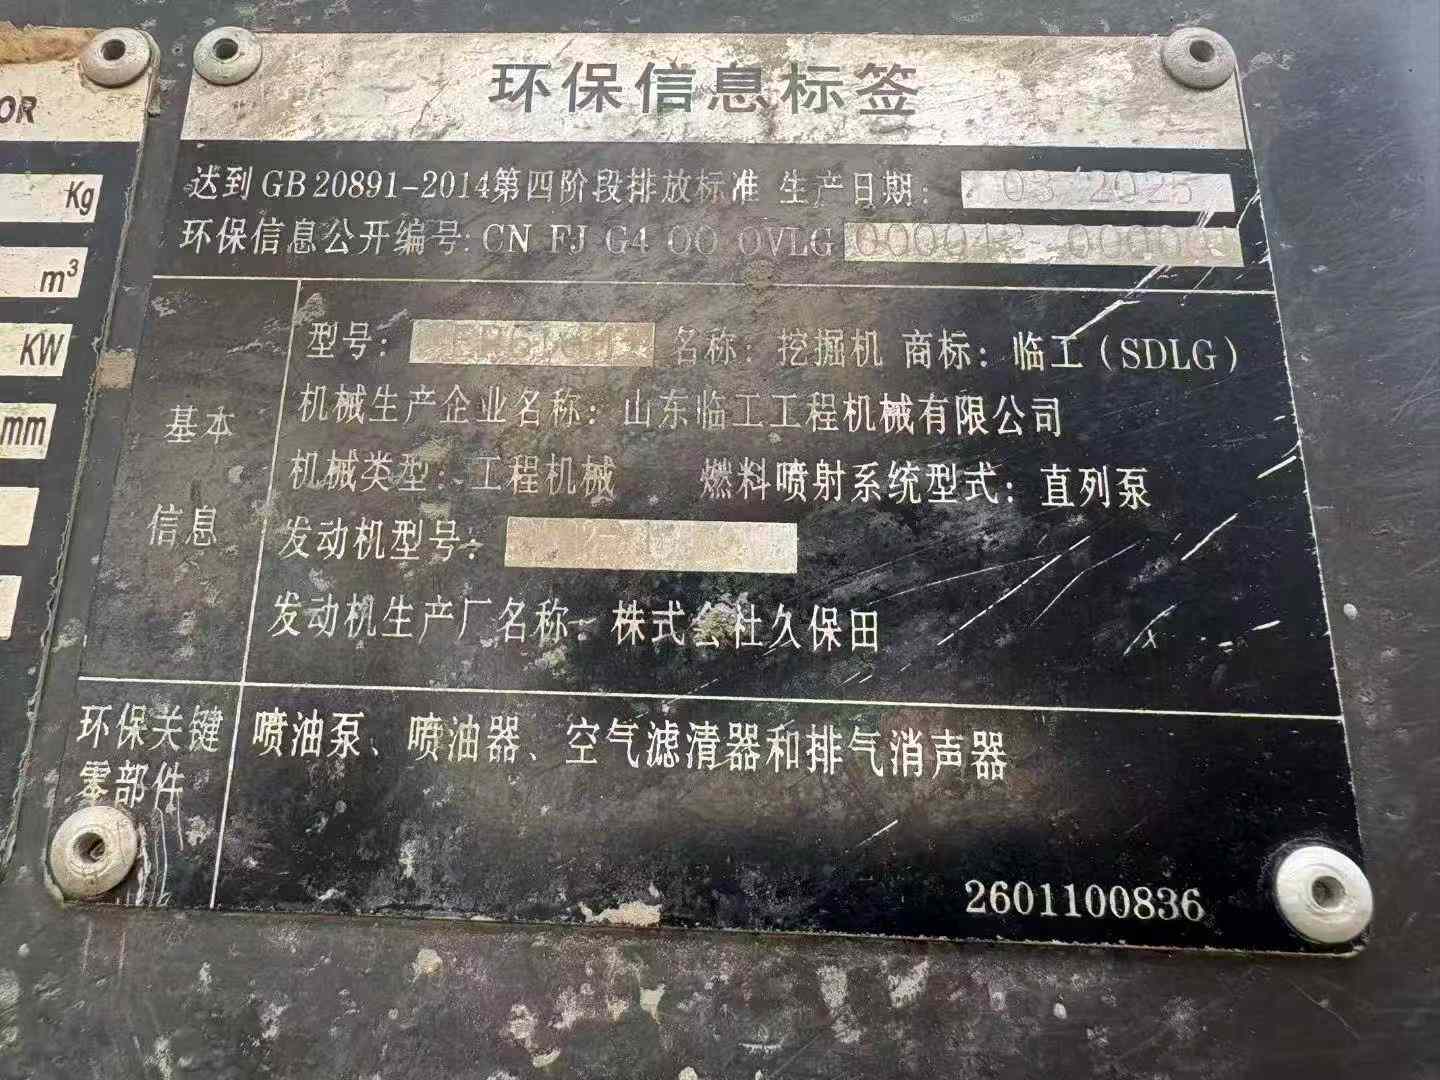 OR
Kg
m³
KW
mm
环保信息标签
达到GB 20891-2014第四阶段排放标准 生产日期: 03/2025
环保信息公开编号: CN FJ G4 00 0VLG
基本信息
型号: 名称: 挖掘机 商标: 临工(SDLG)
机械生产企业名称: 山东临工工程机械有限公司
机械类型: 工程机械 燃料喷射系统型式: 直列泵
发动机型号:
发动机生产厂名称: 株式会社久保田
环保关键零部件
喷油泵、喷油器、空气滤清器和排气消声器
2601100836